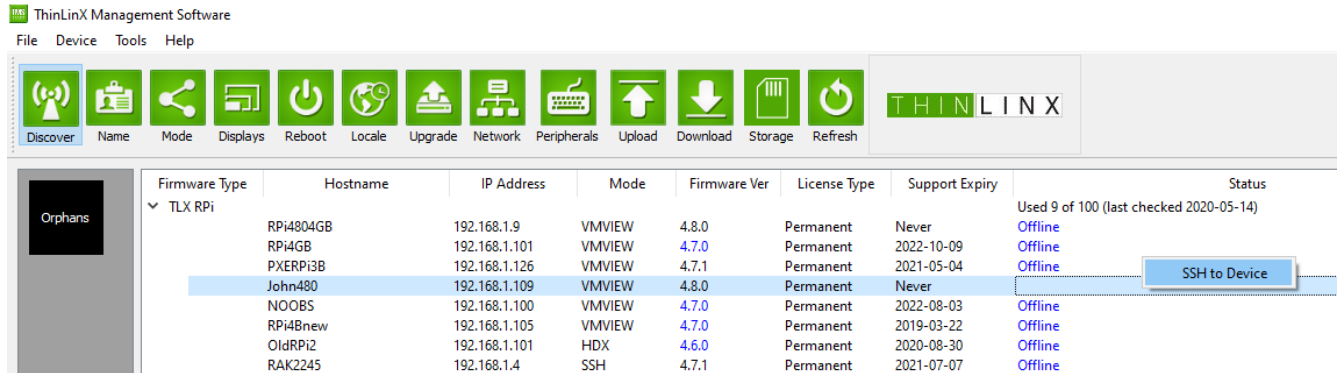 ThinLinX Management Software
File Device Tools Help
Discover Name Mode Displays Reboot Locale Upgrade Network Peripherals Upload Download Storage Refresh
THINLINX
Orphans
Firmware Type Hostname IP Address Mode Firmware Ver License Type Support Expiry Status
TLX RPi Used 9 of 100 (last checked 2020-05-14)
RPi4804GB 192.168.1.9 VMVIEW 4.8.0 Permanent Never Offline
RPi4GB 192.168.1.101 VMVIEW 4.7.0 Permanent 2022-10-09 Offline
PXERPi3B 192.168.1.126 VMVIEW 4.7.1 Permanent 2021-05-04 Offline
SSH to Device
John480 192.168.1.109 VMVIEW 4.8.0 Permanent Never
NOOBS 192.168.1.100 VMVIEW 4.7.0 Permanent 2022-08-03 Offline
RPi4Bnew 192.168.1.105 VMVIEW 4.7.0 Permanent 2019-03-22 Offline
OldRPi2 192.168.1.101 HDX 4.6.0 Permanent 2020-08-30 Offline
RAK2245 192.168.1.4 SSH 4.7.1 Permanent 2021-07-07 Offline